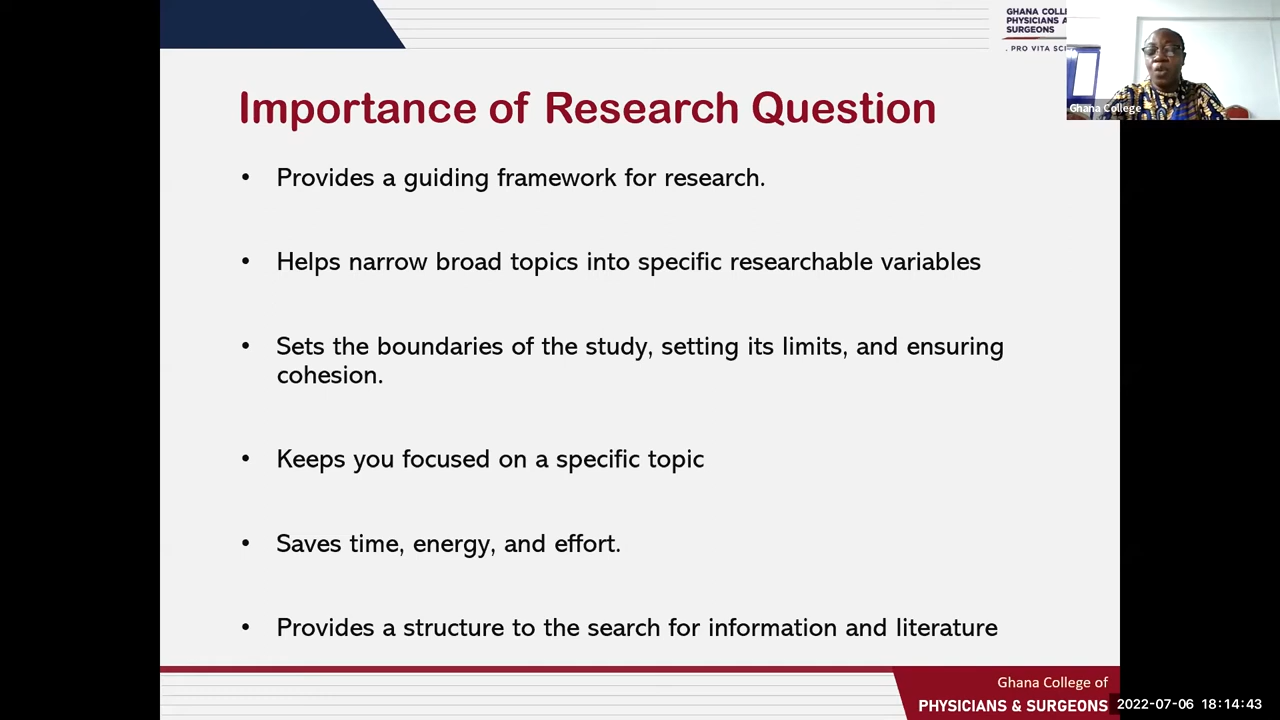 GHANA COLL
PHYSICIANS A
SURGEONS
. PRO VITA SCI
Ghana College
Importance of Research Question
• Provides a guiding framework for research.
• Helps narrow broad topics into specific researchable variables
• Sets the boundaries of the study, setting its limits, and ensuring
cohesion.
• Keeps you focused on a specific topic
• Saves time, energy, and effort.
• Provides a structure to the search for information and literature
Ghana College of
PHYSICIANS & SURGEONS
2022-07-06 18:14:43